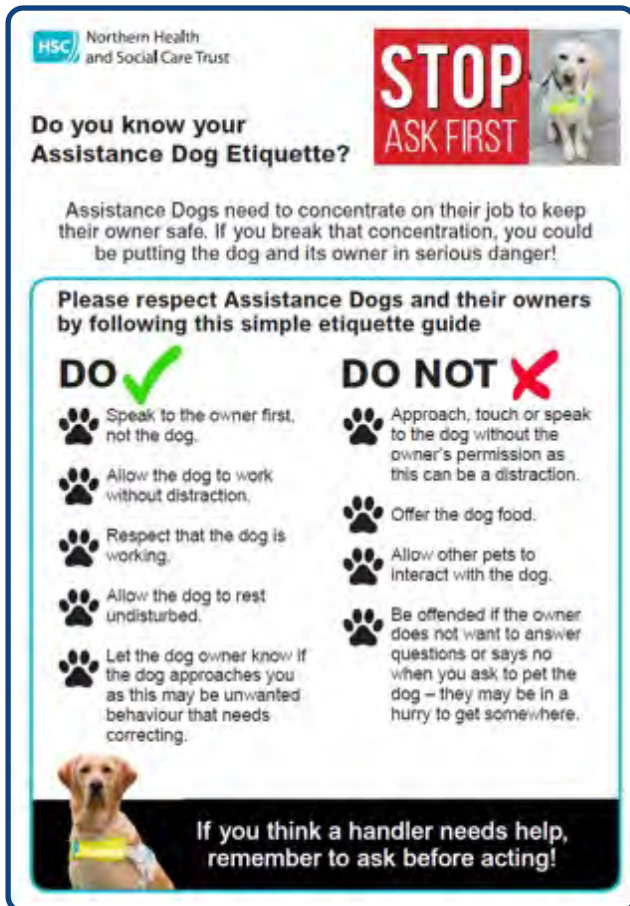 HSC Northern Health
and Social Care Trust
STOP
ASK FIRST
Do you know your
Assistance Dog Etiquette?
Assistance Dogs need to concentrate on their job to keep
their owner safe. If you break that concentration, you could
be putting the dog and its owner in serious danger!
Please respect Assistance Dogs and their owners
by following this simple etiquette guide
DO
Speak to the owner first,
not the dog.
Allow the dog to work
without distraction.
Respect that the dog is
working.
Allow the dog to rest
undisturbed.
Let the dog owner know if
the dog approaches you
as this may be unwanted
behaviour that needs
correcting.
DO NOT
Approach, touch or speak
to the dog without the
owner's permission as
this can be a distraction.
Offer the dog food.
Allow other pets to
interact with the dog.
Be offended if the owner
does not want to answer
questions or says no
when you ask to pet the
dog – they may be in a
hurry to get somewhere.
If you think a handler needs help,
remember to ask before acting!